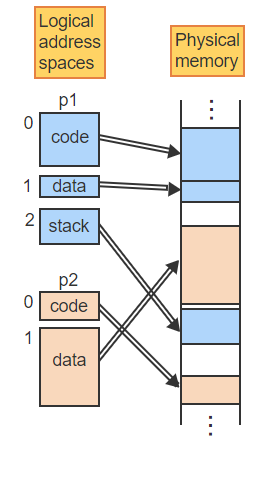 Logical
address
spaces
Physical
memory
p1
0
code
1
data
2
stack
p2
0
code
1
data